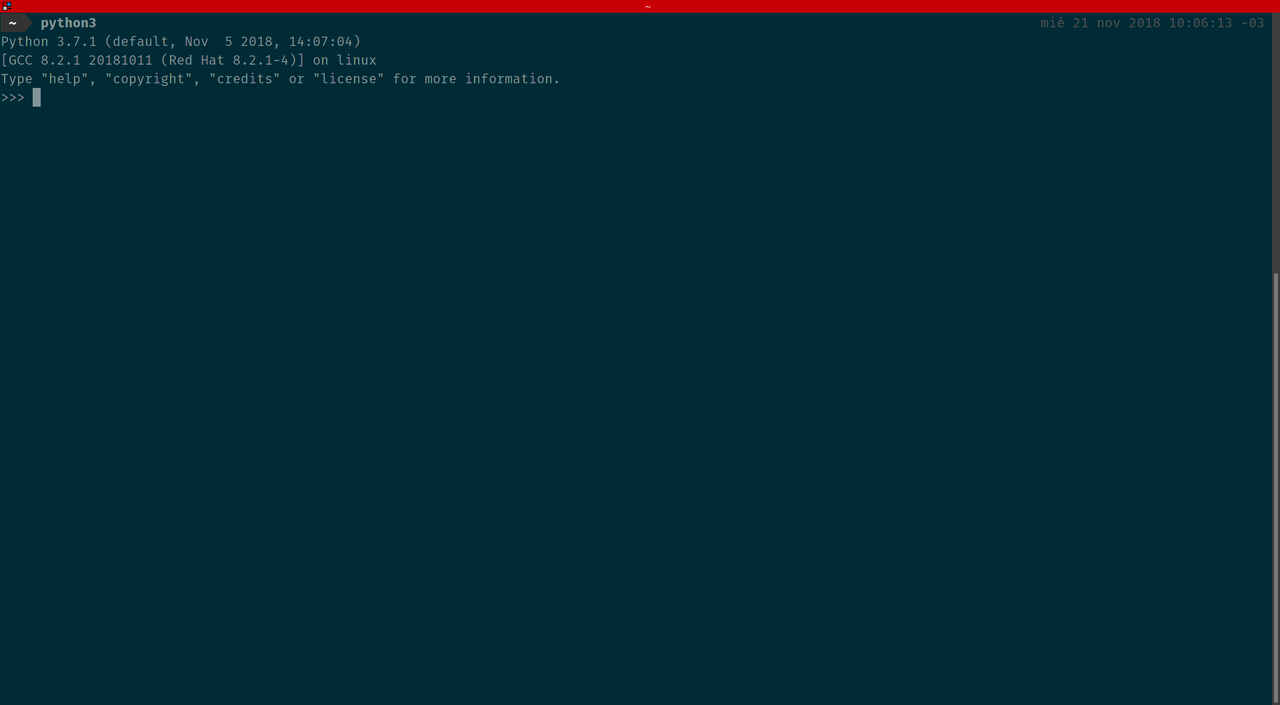 ~
~ python3 mié 21 nov 2018 10:06:13 -03
Python 3.7.1 (default, Nov  5 2018, 14:07:04)
[GCC 8.2.1 20181011 (Red Hat 8.2.1-4)] on linux
Type "help", "copyright", "credits" or "license" for more information.
>>>